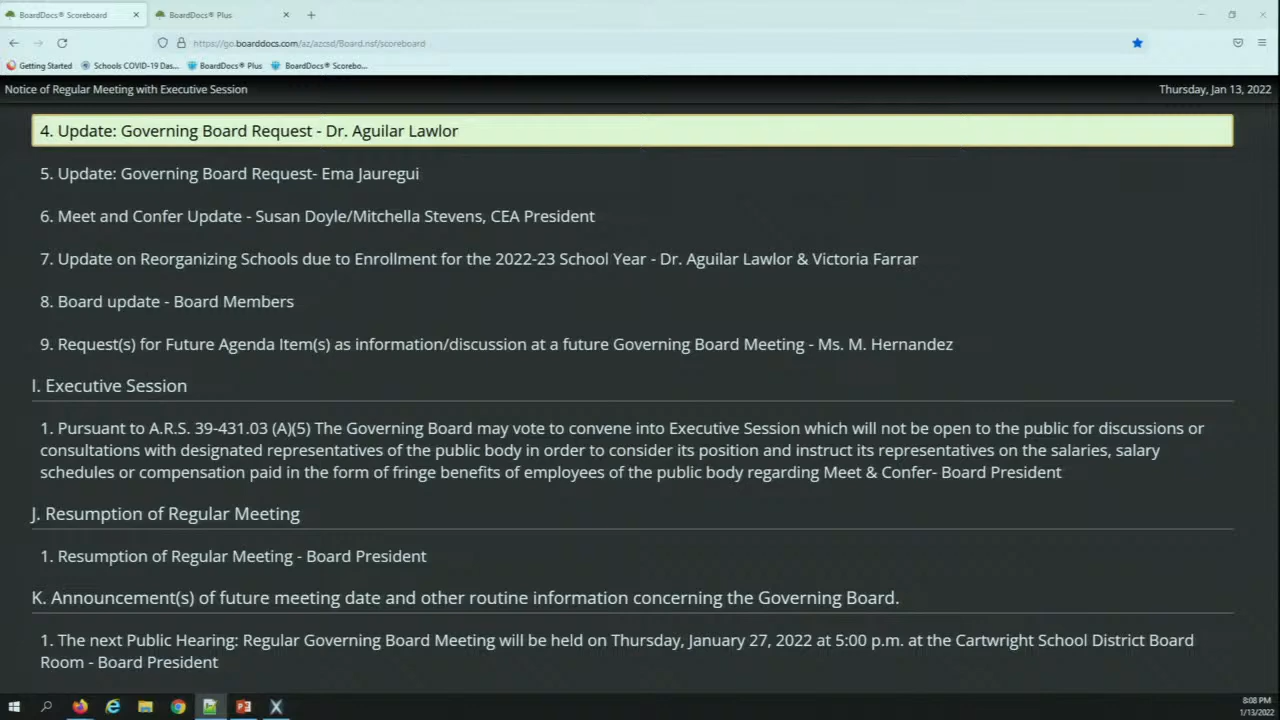 BoardDocs® Scoreboard
BoardDocs® Plus
https://go.boarddocs.com/az/azcsd/Board.nsf/scoreboard
Getting Started Schools COVID-19 Das... BoardDocs® Plus BoardDocs® Scorebo...
Notice of Regular Meeting with Executive Session Thursday, Jan 13, 2022
4. Update: Governing Board Request - Dr. Aguilar Lawlor
5. Update: Governing Board Request- Ema Jauregui
6. Meet and Confer Update - Susan Doyle/Mitchella Stevens, CEA President
7. Update on Reorganizing Schools due to Enrollment for the 2022-23 School Year - Dr. Aguilar Lawlor & Victoria Farrar
8. Board update - Board Members
9. Request(s) for Future Agenda Item(s) as information/discussion at a future Governing Board Meeting - Ms. M. Hernandez
I. Executive Session
1. Pursuant to A.R.S. 39-431.03 (A)(5) The Governing Board may vote to convene into Executive Session which will not be open to the public for discussions or
consultations with designated representatives of the public body in order to consider its position and instruct its representatives on the salaries, salary
schedules or compensation paid in the form of fringe benefits of employees of the public body regarding Meet & Confer- Board President
J. Resumption of Regular Meeting
1. Resumption of Regular Meeting - Board President
K. Announcement(s) of future meeting date and other routine information concerning the Governing Board.
1. The next Public Hearing: Regular Governing Board Meeting will be held on Thursday, January 27, 2022 at 5:00 p.m. at the Cartwright School District Board
Room - Board President
8:08 PM
1/13/2022